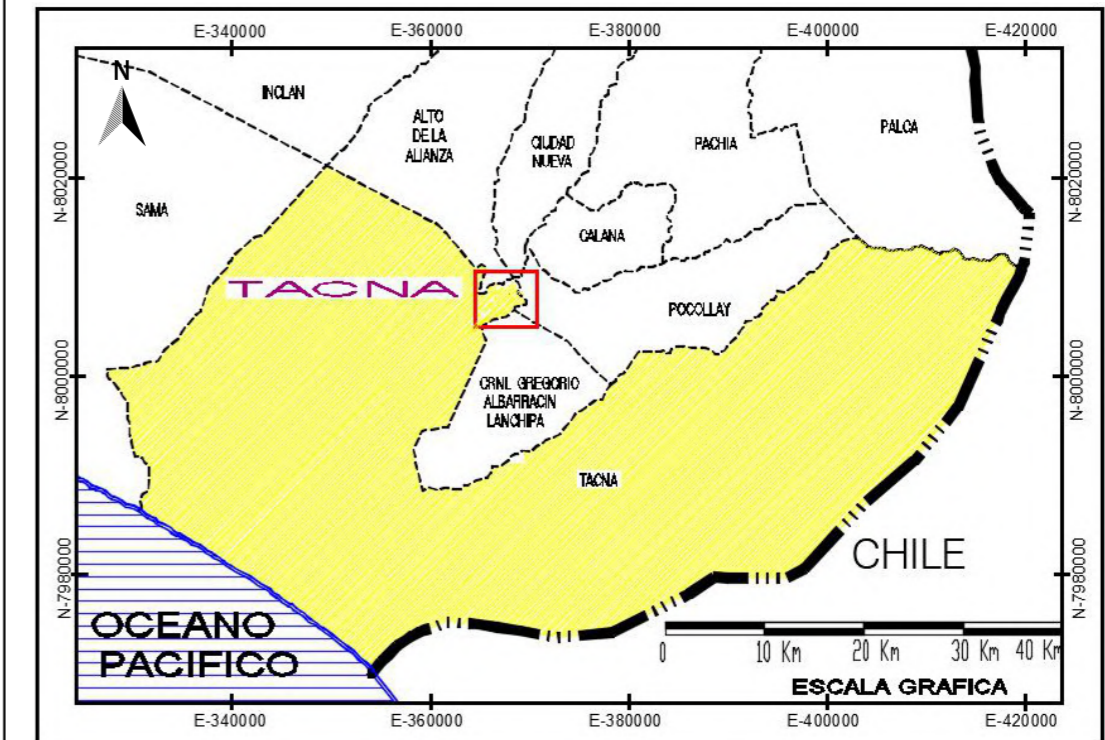 E-340000
E-360000
E-380000
E-400000
E-420000
N
INCLAN
ALTO
DE LA
ALIANZA
CIUDAD
NUEVA
PACHIA
PALCA
N-8020000
N-8020000
SAMA
CALANA
TACNA
POCOLLAY
N-8000000
N-8000000
CRNL. GREGORIO
ALBARRACIN
LANCHIPA
TACNA
CHILE
N-7980000
N-7980000
OCEANO
PACIFICO
0
10 Km
20 Km
30 Km
40 Km
ESCALA GRAFICA
E-340000
E-360000
E-380000
E-400000
E-420000